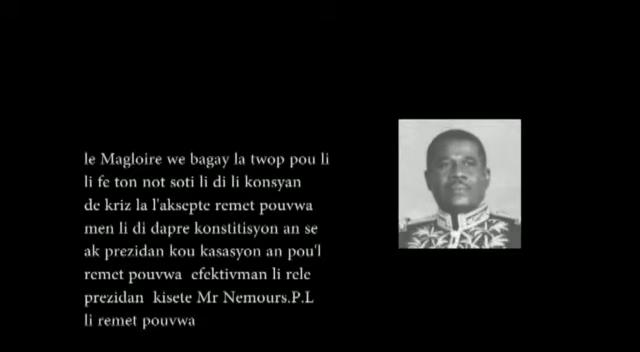 le Magloire we bagay la twop pou li
li fe ton not soti li di li konsyan
de kriz la l'aksepte remet pouvwa
men li di dapre konstitisyon an se
ak prezidan kou kasasyon an pou'l
remet pouvwa efektivman li rele
prezidan kisete Mr Nemours.P.L
li remet pouvwa